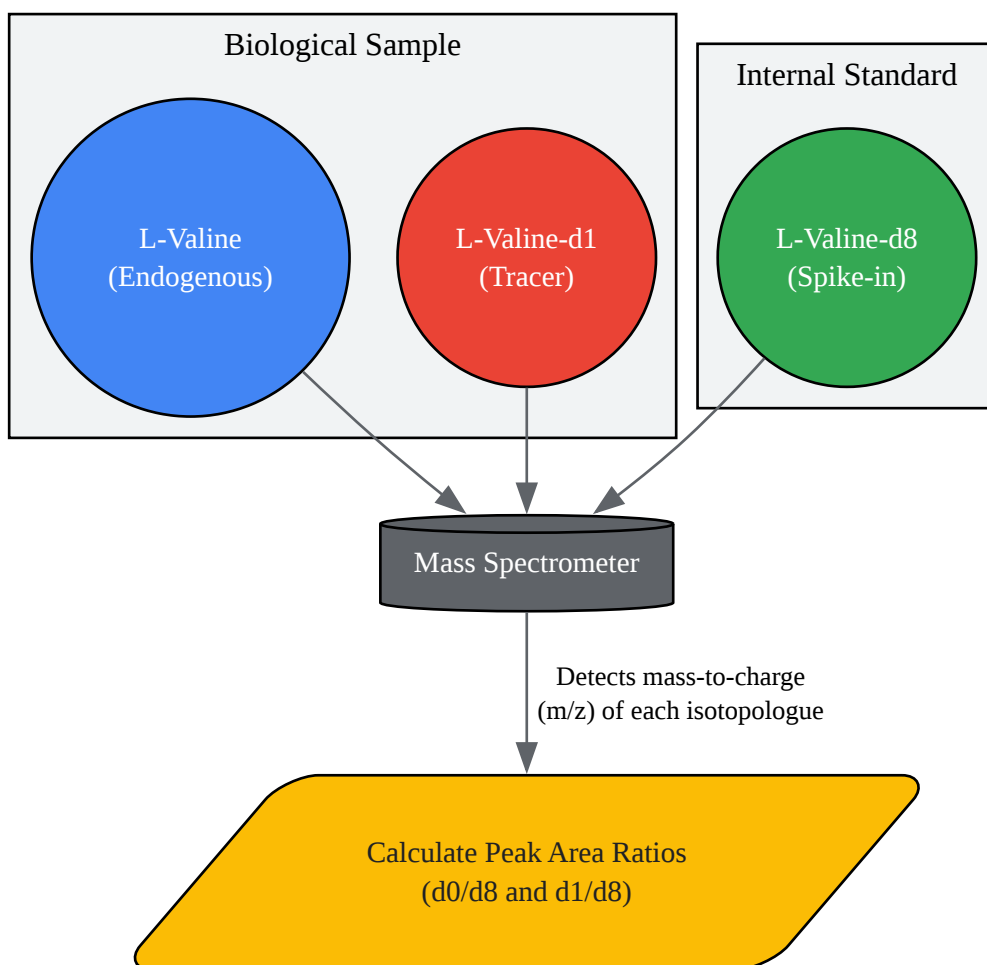 Biological Sample
Internal Standard
L-Valine
(Endogenous)
L-Valine-d1
(Tracer)
L-Valine-d8
(Spike-in)
Mass Spectrometer
Detects mass-to-charge
(m/z) of each isotopologue
Calculate Peak Area Ratios
(d0/d8 and d1/d8)